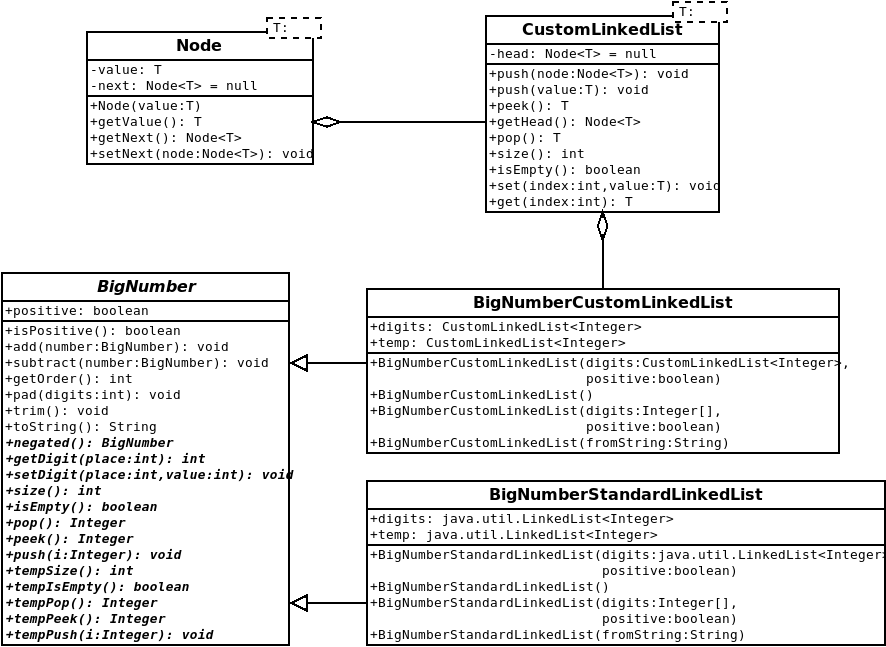 T:
Node
-value: T
-next: Node<T> = null
+Node(value:T)
+getValue(): T
+getNext(): Node<T>
+setNext(node:Node<T>): void
T:
CustomLinkedList
-head: Node<T> = null
+push(node:Node<T>): void
+push(value:T): void
+peek(): T
+getHead(): Node<T>
+pop(): T
+size(): int
+isEmpty(): boolean
+set(index:int,value:T): void
+get(index:int): T
BigNumber
+positive: boolean
+isPositive(): boolean
+add(number:BigNumber): void
+subtract(number:BigNumber): void
+getOrder(): int
+pad(digits:int): void
+trim(): void
+toString(): String
+negated(): BigNumber
+getDigit(place:int): int
+setDigit(place:int,value:int): void
+size(): int
+isEmpty(): boolean
+pop(): Integer
+peek(): Integer
+push(i:Integer): void
+tempSize(): int
+tempIsEmpty(): boolean
+tempPop(): Integer
+tempPeek(): Integer
+tempPush(i:Integer): void
BigNumberCustomLinkedList
+digits: CustomLinkedList<Integer>
+temp: CustomLinkedList<Integer>
+BigNumberCustomLinkedList(digits:CustomLinkedList<Integer>,
positive:boolean)
+BigNumberCustomLinkedList()
+BigNumberCustomLinkedList(digits:Integer[],
positive:boolean)
+BigNumberCustomLinkedList(fromString:String)
BigNumberStandardLinkedList
+digits: java.util.LinkedList<Integer>
+temp: java.util.LinkedList<Integer>
+BigNumberStandardLinkedList(digits:java.util.LinkedList<Integer>
positive:boolean)
+BigNumberStandardLinkedList()
+BigNumberStandardLinkedList(digits:Integer[],
positive:boolean)
+BigNumberStandardLinkedList(fromString:String)